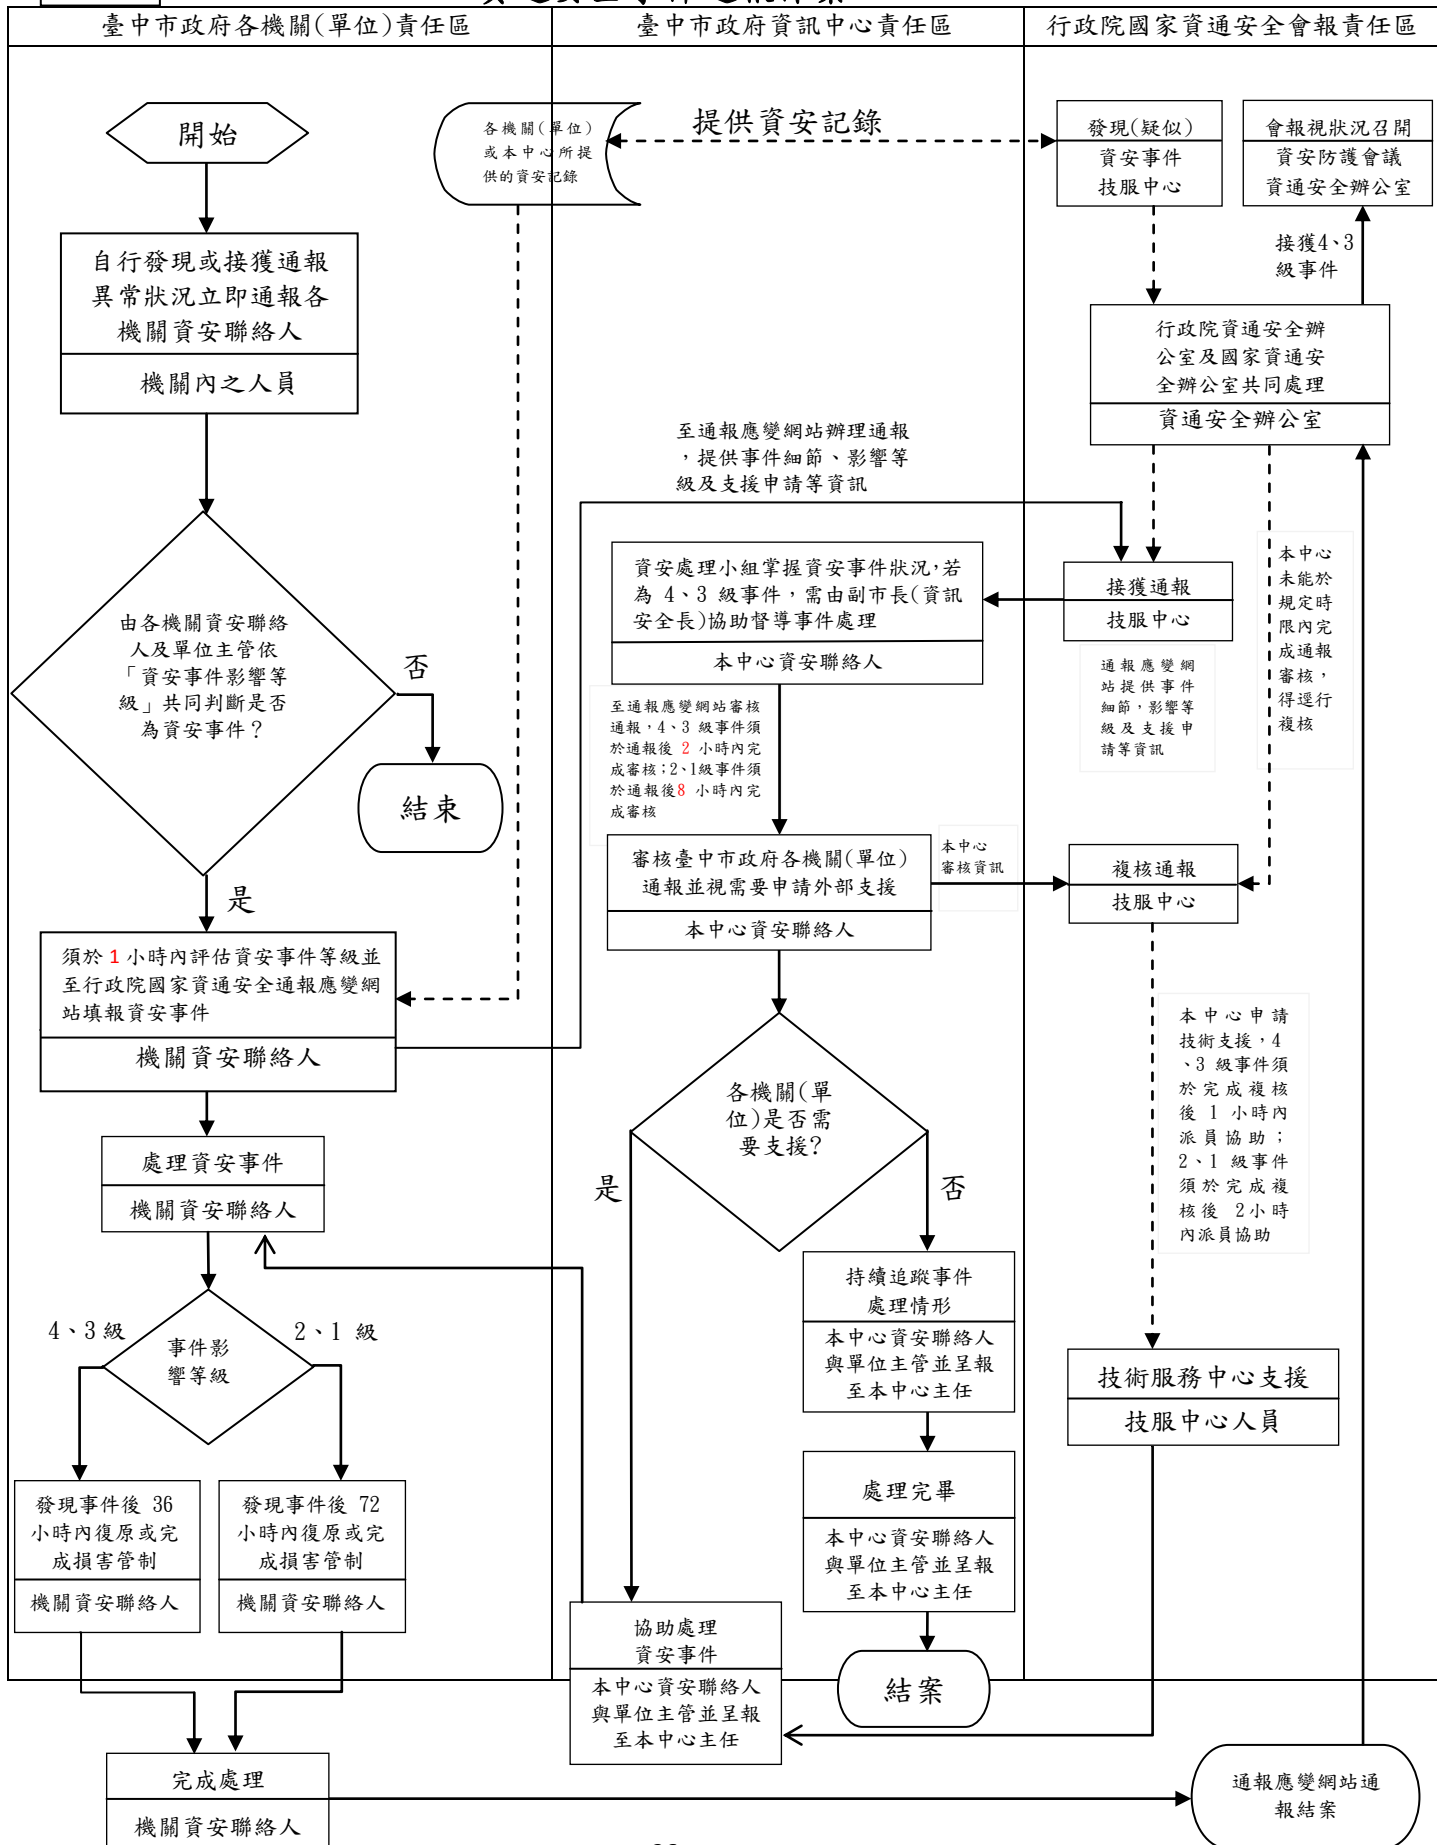 臺中市政府各機關(單位)責任區
臺中市政府資訊中心責任區
行政院國家資通安全會報責任區
開始
各機關(單位)
或本中心所提
供的資安記錄
提供資安記錄
發現(疑似)
資安事件
技服中心
會報視狀況召開
資安防護會議
資通安全辦公室
接獲4、3
級事件
自行發現或接獲通報
異常狀況立即通報各
機關資安聯絡人
機關內之人員
行政院資通安全辦
公室及國家資通安
全辦公室共同處理
資通安全辦公室
至通報應變網站辦理通報
，提供事件細節、影響等
級及支援申請等資訊
資安處理小組掌握資安事件狀況，若
為 4、3 級事件，需由副市長(資訊
安全長)協助督導事件處理
本中心資安聯絡人
接獲通報
技服中心
本中心
未能於
規定時
限內完
成通報
審核，
得逕行
複核
由各機關資安聯絡
人及單位主管依
「資安事件影響等
級」共同判斷是否
為資安事件？
否
結束
至通報應變網站審核
通報，4、3 級事件須
於通報後 2 小時內完
成審核；2、1級事件須
於通報後8 小時內完
成審核
通報應變網
站提供事件
細節，影響等
級及支援申
請等資訊
審核臺中市政府各機關(單位)
通報並視需要申請外部支援
本中心資安聯絡人
本中心
審核資訊
複核通報
技服中心
是
須於 1 小時內評估資安事件等級並
至行政院國家資通安全通報應變網
站填報資安事件
機關資安聯絡人
本中心申請
技術支援，4
、3 級事件須
於完成複核
後 1 小時內
派員協助；
2、1 級事件
須於完成複
核後 2小時
內派員協助
各機關(單
位)是否需
要支援?
是
否
處理資安事件
機關資安聯絡人
事件影
響等級
4、3 級
2、1 級
持續追蹤事件
處理情形
本中心資安聯絡人
與單位主管並呈報
至本中心主任
技術服務中心支援
技服中心人員
發現事件後 36
小時內復原或完
成損害管制
機關資安聯絡人
發現事件後 72
小時內復原或完
成損害管制
機關資安聯絡人
處理完畢
本中心資安聯絡人
與單位主管並呈報
至本中心主任
協助處理
資安事件
本中心資安聯絡人
與單位主管並呈報
至本中心主任
結案
完成處理
機關資安聯絡人
通報應變網站通
報結案